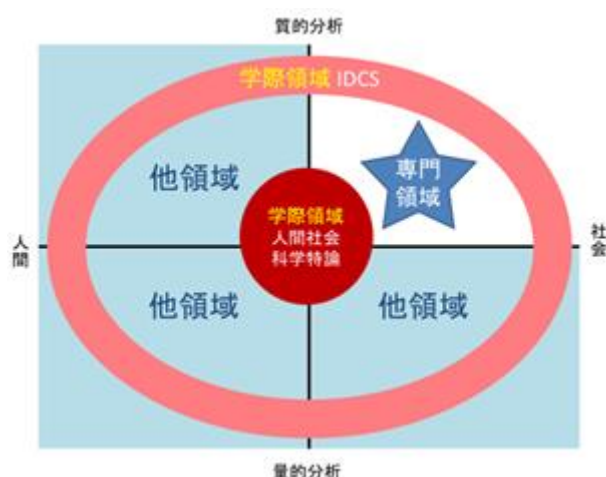 質的分析
学際領域 IDCS
専門
領域
他領域
学際領域
人間社会
科学特論
人間
社会
他領域
他領域
量的分析